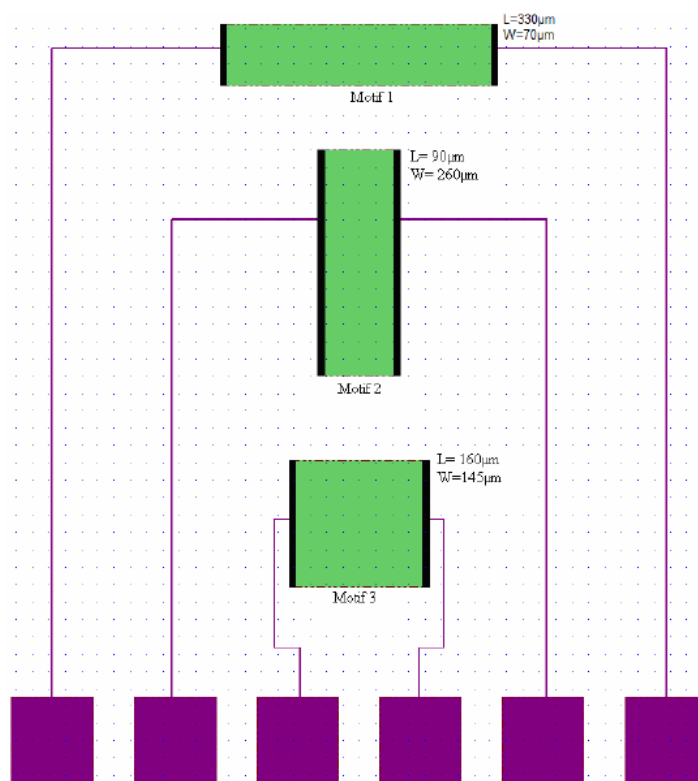 L=330µm
W=70µm
Motif 1
L= 90µm
W= 260µm
Motif 2
L= 160µm
W=145µm
Motif 3